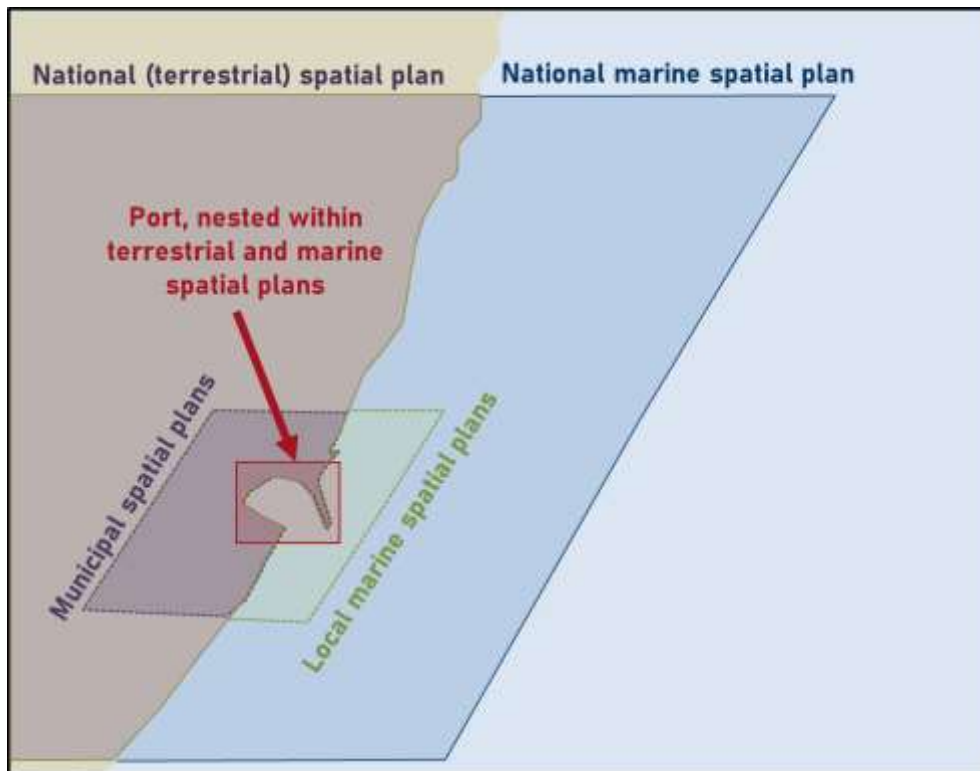 National (terrestrial) spatial plan
National marine spatial plan
Port, nested within
terrestrial and marine
spatial plans
Municipal spatial plans
Local marine spatial plans